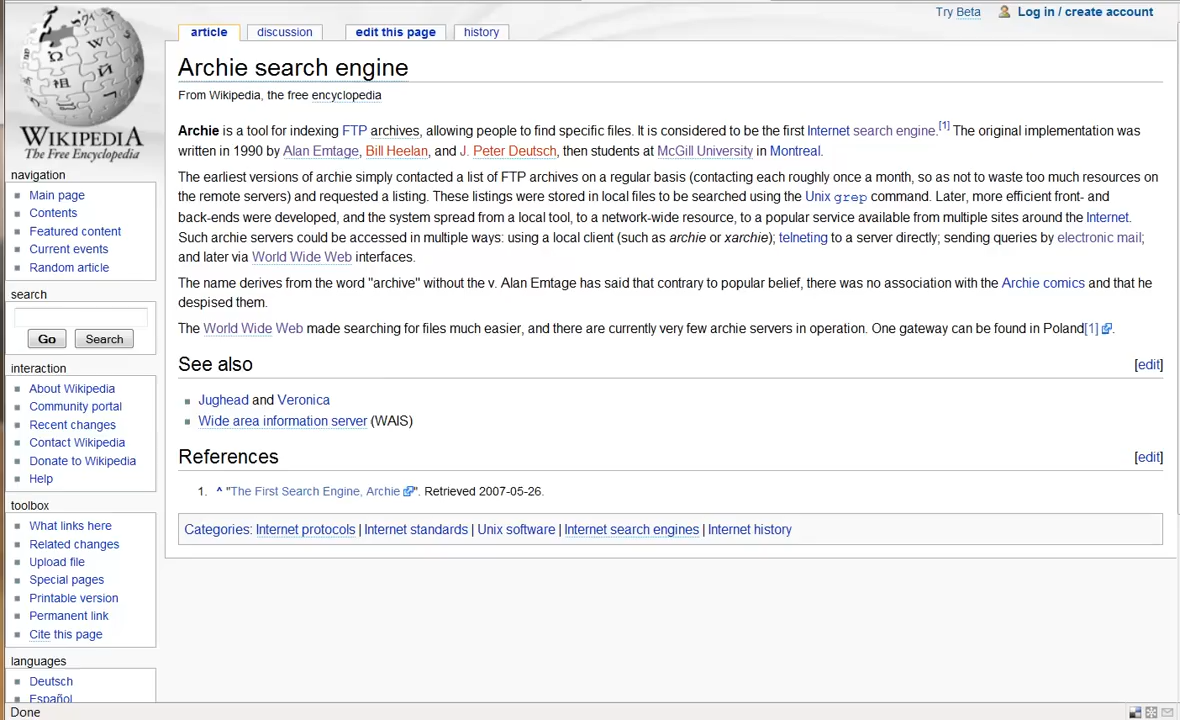 Try Beta
Log in / create account
article
discussion
edit this page
history
WIKIPEDIA
The Free Encyclopedia
Archie search engine
From Wikipedia, the free encyclopedia
Archie is a tool for indexing FTP archives, allowing people to find specific files. It is considered to be the first Internet search engine.[1] The original implementation was
written in 1990 by Alan Emtage, Bill Heelan, and J. Peter Deutsch, then students at McGill University in Montreal.
The earliest versions of archie simply contacted a list of FTP archives on a regular basis (contacting each roughly once a month, so as not to waste too much resources on
the remote servers) and requested a listing. These listings were stored in local files to be searched using the Unix grep command. Later, more efficient front- and
back-ends were developed, and the system spread from a local tool, to a network-wide resource, to a popular service available from multiple sites around the Internet.
Such archie servers could be accessed in multiple ways: using a local client (such as archie or xarchie); telneting to a server directly; sending queries by electronic mail;
and later via World Wide Web interfaces.
The name derives from the word "archive" without the v. Alan Emtage has said that contrary to popular belief, there was no association with the Archie comics and that he
despised them.
The World Wide Web made searching for files much easier, and there are currently very few archie servers in operation. One gateway can be found in Poland[1].
See also
[edit]
Jughead and Veronica
Wide area information server (WAIS)
References
[edit]
1. ^ "The First Search Engine, Archie". Retrieved 2007-05-26.
Categories: Internet protocols | Internet standards | Unix software | Internet search engines | Internet history
navigation
Main page
Contents
Featured content
Current events
Random article
search
Go
Search
interaction
About Wikipedia
Community portal
Recent changes
Contact Wikipedia
Donate to Wikipedia
Help
toolbox
What links here
Related changes
Upload file
Special pages
Printable version
Permanent link
Cite this page
languages
Deutsch
Español
Done